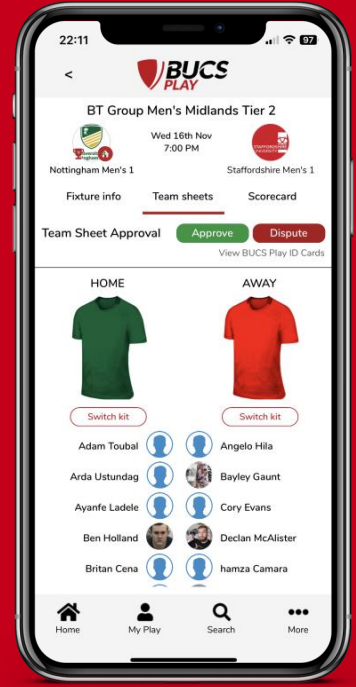 22:11
97
<
BUCS
PLAY
BT Group Men's Midlands Tier 2
Wed 16th Nov
7:00 PM
Nottingham Men's 1
Staffordshire Men's 1
Fixture info Team sheets Scorecard
Team Sheet Approval Approve Dispute
View BUCS Play ID Cards
HOME AWAY
Switch kit Switch kit
Adam Toubal Angelo Hila
Arda Ustundag Bayley Gaunt
Ayanfe Ladele Cory Evans
Ben Holland Declan McAlister
Britan Cena hamza Camara
Home My Play Search More